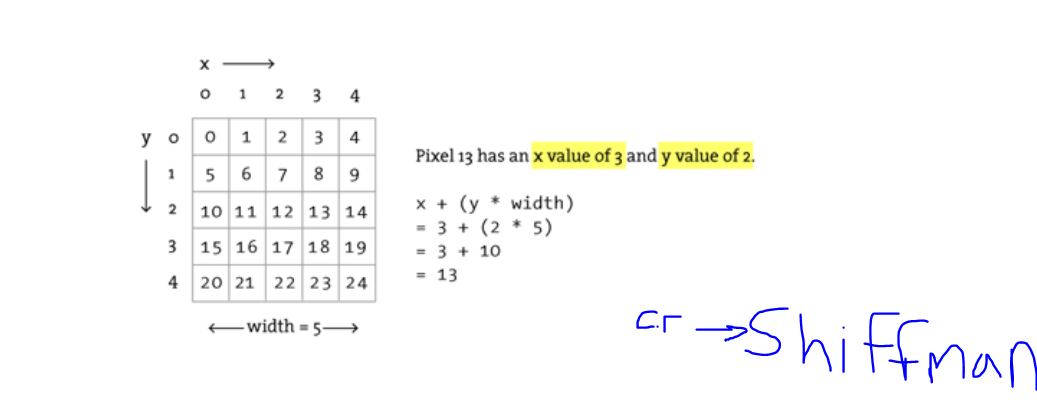 x
0 1 2 3 4
y 0 0 1 2 3 4
1 5 6 7 8 9
2 10 11 12 13 14
3 15 16 17 18 19
4 20 21 22 23 24
width = 5
Pixel 13 has an x value of 3 and y value of 2.
x + (y * width)
= 3 + (2 * 5)
= 3 + 10
= 13
cr → Shiffman